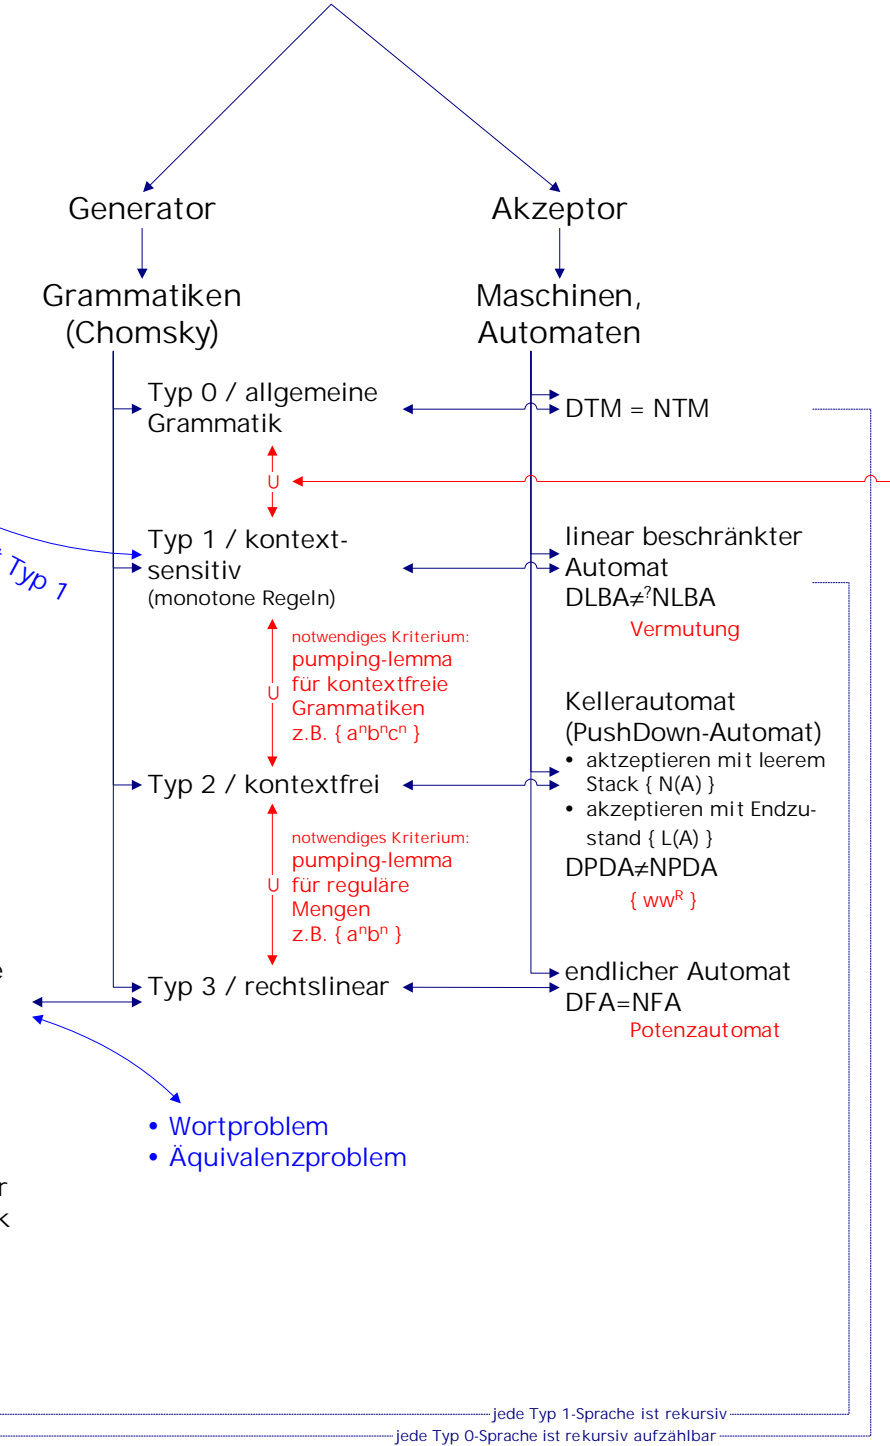 Generator
Akzeptor
Grammatiken
(Chomsky)
Maschinen,
Automaten
Typ 0 / allgemeine
Grammatik
DTM = NTM
U
Typ 1 / kontext-
sensitiv
(monotone Regeln)
linear beschränkter
Automat
DLBA≠?NLBA
Vermutung
Typ 1
notwendiges Kriterium:
pumping-lemma
für kontextfreie
Grammatiken
z.B. { aⁿbⁿcⁿ }
U
Kellerautomat
(PushDown-Automat)
• aktzeptieren mit leerem
Stack { N(A) }
• akzeptieren mit Endzu-
stand { L(A) }
DPDA≠NPDA
{ wwᴿ }
Typ 2 / kontextfrei
notwendiges Kriterium:
pumping-lemma
für reguläre
Mengen
z.B. { aⁿbⁿ }
U
Typ 3 / rechtslinear
endlicher Automat
DFA=NFA
Potenzautomat
e
• Wortproblem
• Äquivalenzproblem
r
k
jede Typ 1-Sprache ist rekursiv
jede Typ 0-Sprache ist rekursiv aufzählbar